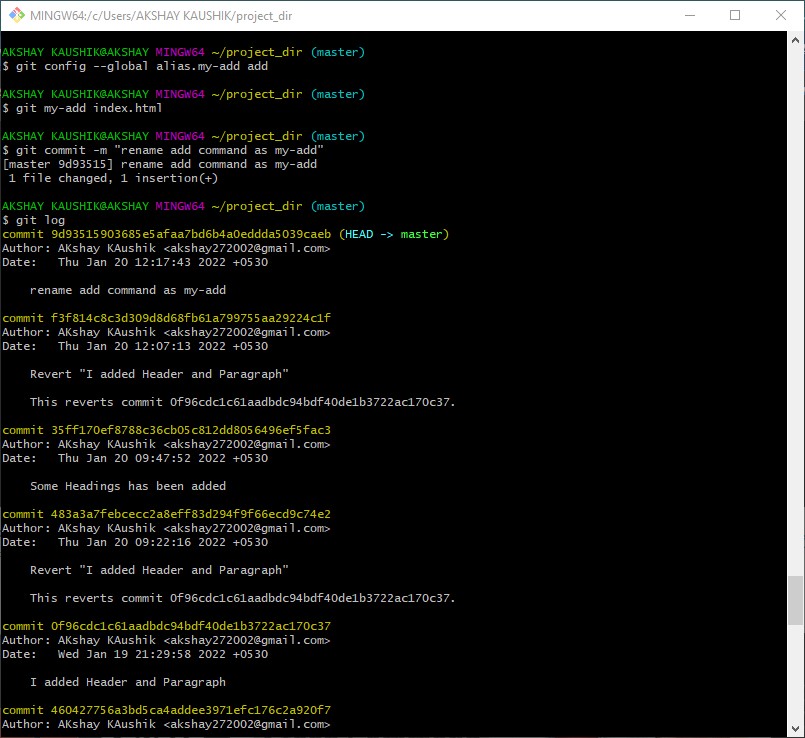 MINGW64:/c/Users/AKSHAY KAUSHIK/project_dir
AKSHAY KAUSHIK@AKSHAY MINGW64 ~/project_dir (master)
$ git config --global alias.my-add add
AKSHAY KAUSHIK@AKSHAY MINGW64 ~/project_dir (master)
$ git my-add index.html
AKSHAY KAUSHIK@AKSHAY MINGW64 ~/project_dir (master)
$ git commit -m "rename add command as my-add"
[master 9d93515] rename add command as my-add
 1 file changed, 1 insertion(+)
AKSHAY KAUSHIK@AKSHAY MINGW64 ~/project_dir (master)
$ git log
commit 9d93515903685e5afaa7bd6b4a0eddda5039caeb (HEAD -> master)
Author: AKshay KAushik <akshay272002@gmail.com>
Date:   Thu Jan 20 12:17:43 2022 +0530
    rename add command as my-add
commit f3f814c8c3d309d8d68fb61a799755aa29224c1f
Author: AKshay KAushik <akshay272002@gmail.com>
Date:   Thu Jan 20 12:07:13 2022 +0530
    Revert "I added Header and Paragraph"
    This reverts commit 0f96cdc1c61aadbdc94bdf40de1b3722ac170c37.
commit 35ff170ef8788c36cb05c812dd8056496ef5fac3
Author: AKshay KAushik <akshay272002@gmail.com>
Date:   Thu Jan 20 09:47:52 2022 +0530
    Some Headings has been added
commit 483a3a7febcecc2a8eff83d294f9f66ecd9c74e2
Author: AKshay KAushik <akshay272002@gmail.com>
Date:   Thu Jan 20 09:22:16 2022 +0530
    Revert "I added Header and Paragraph"
    This reverts commit 0f96cdc1c61aadbdc94bdf40de1b3722ac170c37.
commit 0f96cdc1c61aadbdc94bdf40de1b3722ac170c37
Author: AKshay KAushik <akshay272002@gmail.com>
Date:   Wed Jan 19 21:29:58 2022 +0530
    I added Header and Paragraph
commit 460427756a3bd5ca4addee3971efc176c2a920f7
Author: AKshay KAushik <akshay272002@gmail.com>